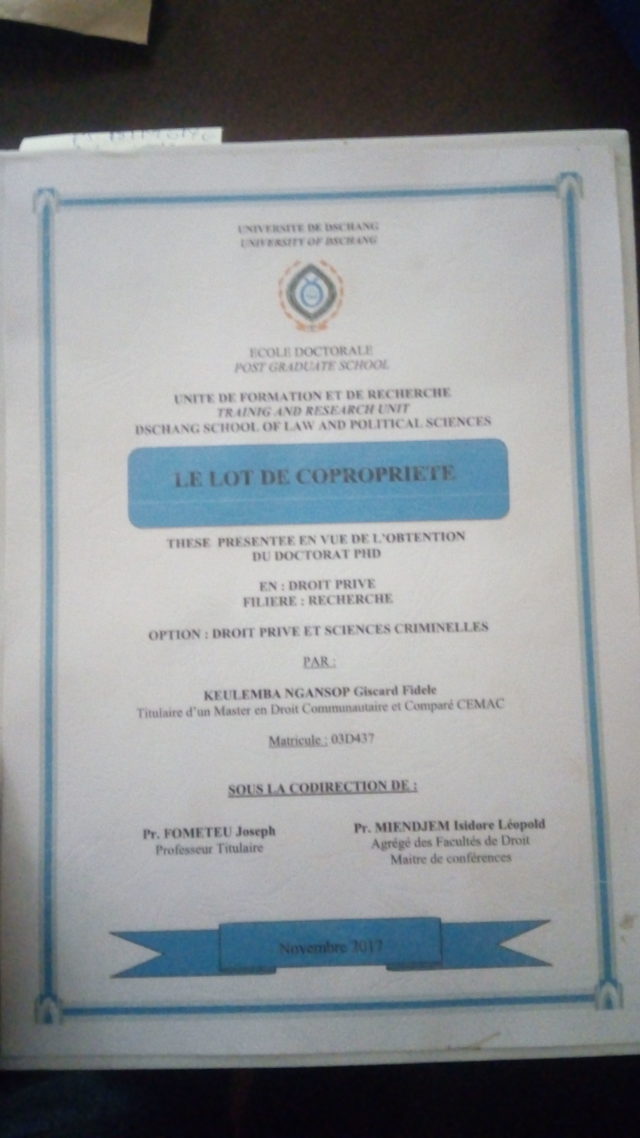 UNIVERSITE DE DSCHANG
UNIVERSITY OF DSCHANG
ECOLE DOCTORALE
POST GRADUATE SCHOOL
UNITE DE FORMATION ET DE RECHERCHE
TRAINIG AND RESEARCH UNIT
DSCHANG SCHOOL OF LAW AND POLITICAL SCIENCES
LE LOT DE COPROPRIETE
THESE PRESENTEE EN VUE DE L'OBTENTION
DU DOCTORAT PHD
EN : DROIT PRIVE
FILIERE : RECHERCHE
OPTION : DROIT PRIVE ET SCIENCES CRIMINELLES
PAR :
KEULEMBA NGANSOP Giscard Fidele
Titulaire d'un Master en Droit Communautaire et Comparé CEMAC
Matricule : 03D437
SOUS LA CODIRECTION DE :
Pr. FOMETEU Joseph
Professeur Titulaire
Pr. MIENDJEM Isidore Léopold
Agrégé des Facultés de Droit
Maitre de conférences
Novembre 2017